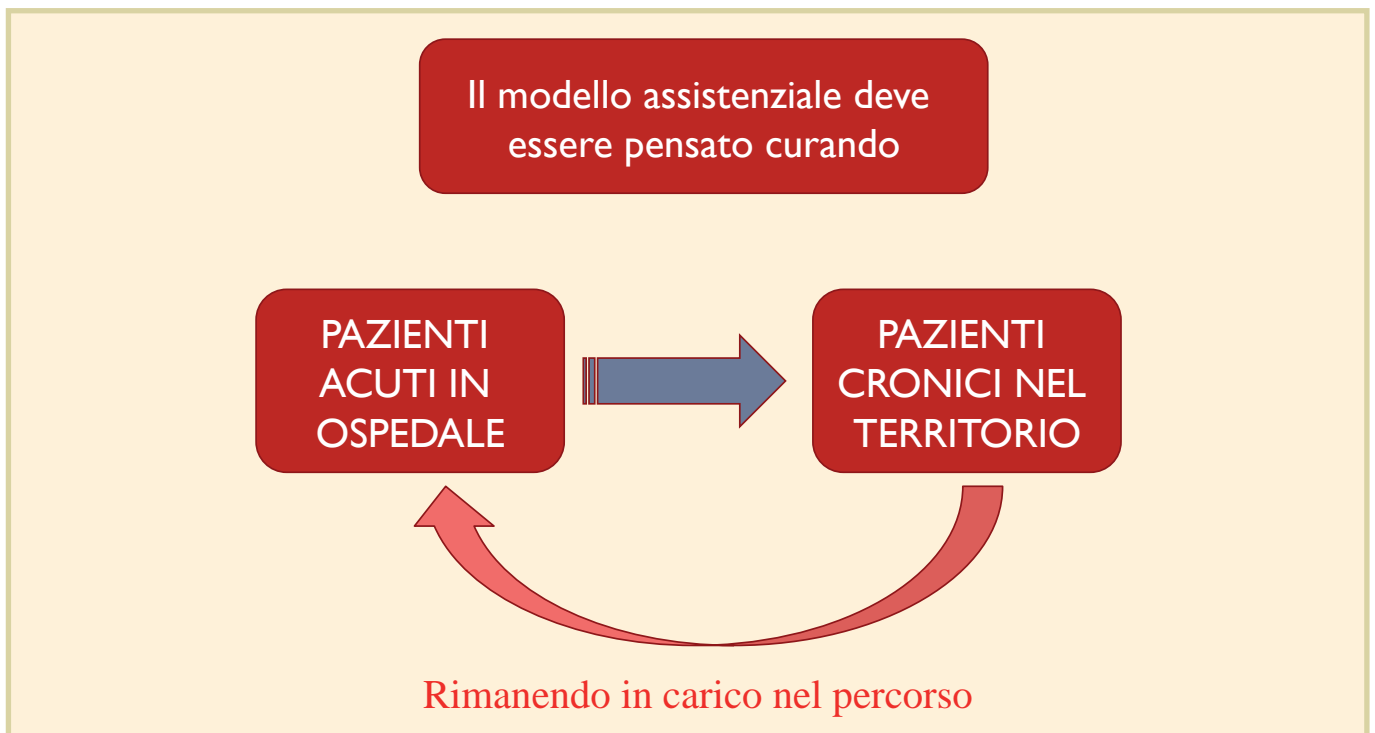 Il modello assistenziale deve
essere pensato curando
PAZIENTI
ACUTI IN
OSPEDALE
PAZIENTI
CRONICI NEL
TERRITORIO
Rimanendo in carico nel percorso